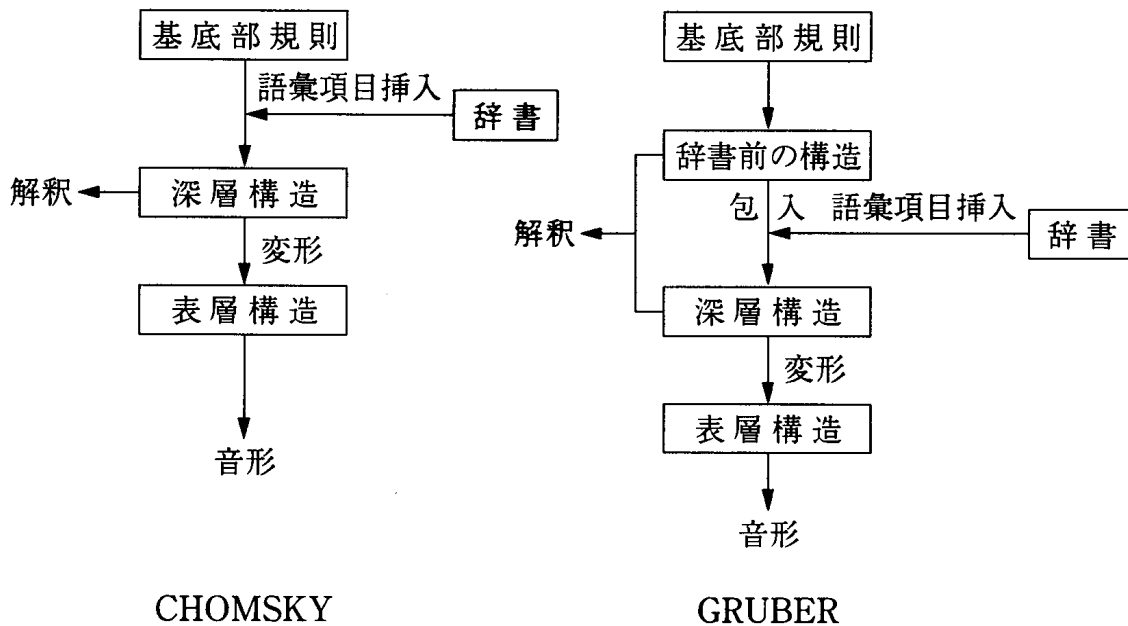 基底部規則
語彙項目挿入
辞書
解釈
深層構造
変形
表層構造
音形
CHOMSKY
基底部規則
辞書前の構造
包入 語彙項目挿入
辞書
解釈
深層構造
変形
表層構造
音形
GRUBER